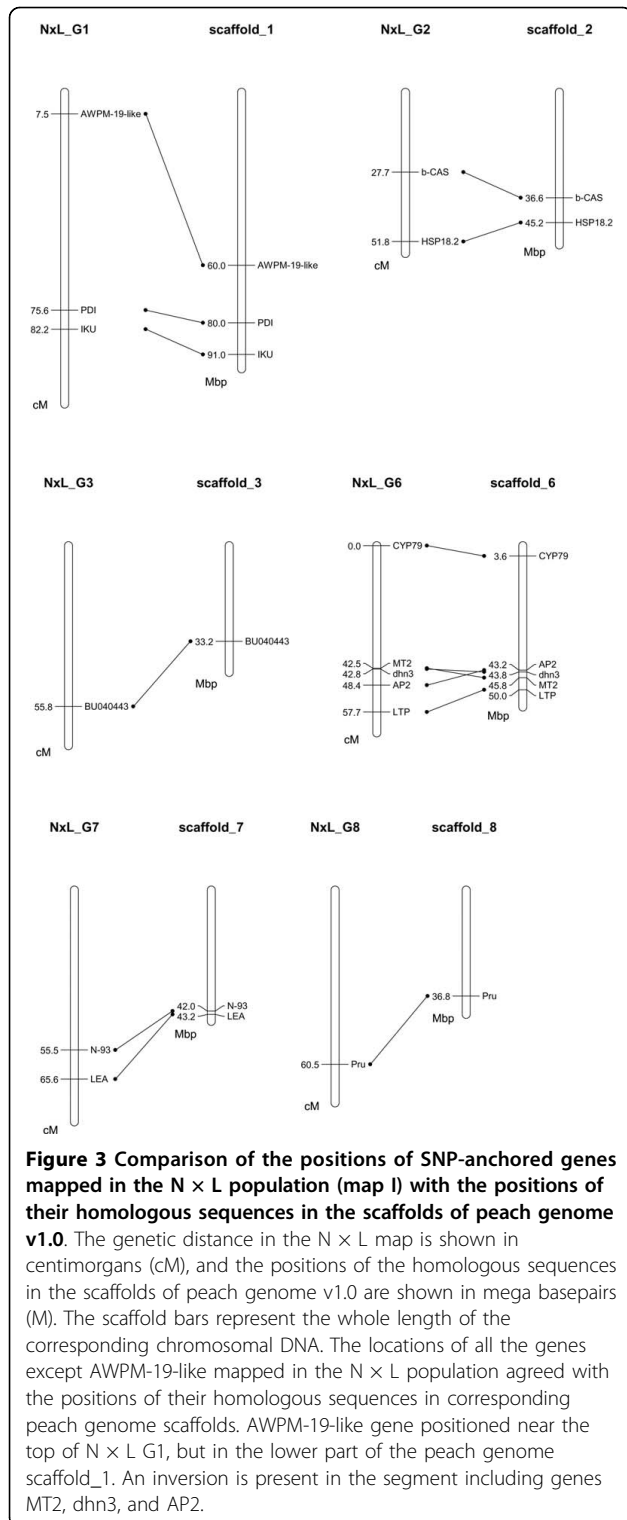 NxL_G1 scaffold_1
7.5 AWPM-19-like
60.0 AWPM-19-like
75.6 PDI
82.2 IKU
80.0 PDI
91.0 IKU
Mbp
cM
NxL_G2 scaffold_2
27.7 b-CAS
36.6 b-CAS
45.2 HSP18.2
51.8 HSP18.2
Mbp
cM
NxL_G3 scaffold_3
33.2 BU040443
Mbp
55.8 BU040443
cM
NxL_G6 scaffold_6
0.0 CYP79
3.6 CYP79
42.5 MT2
42.8 dhn3
48.4 AP2
57.7 LTP
cM
43.2 AP2
43.8 dhn3
45.8 MT2
50.0 LTP
Mbp
NxL_G7 scaffold_7
42.0 N-93
43.2 LEA
Mbp
55.5 N-93
65.6 LEA
cM
NxL_G8 scaffold_8
36.8 Pru
Mbp
60.5 Pru
cM
Figure 3 Comparison of the positions of SNP-anchored genes
mapped in the N × L population (map I) with the positions of
their homologous sequences in the scaffolds of peach genome
v1.0. The genetic distance in the N × L map is shown in
centimorgans (cM), and the positions of the homologous sequences
in the scaffolds of peach genome v1.0 are shown in mega basepairs
(M). The scaffold bars represent the whole length of the
corresponding chromosomal DNA. The locations of all the genes
except AWPM-19-like mapped in the N × L population agreed with
the positions of their homologous sequences in corresponding
peach genome scaffolds. AWPM-19-like gene positioned near the
top of N × L G1, but in the lower part of the peach genome
scaffold_1. An inversion is present in the segment including genes
MT2, dhn3, and AP2.